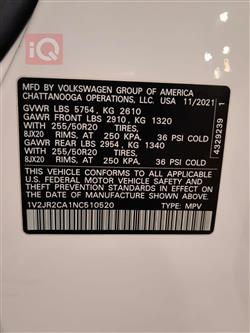 iQ
MFD BY VOLKSWAGEN GROUP OF AMERICA
CHATTANOOGA OPERATIONS, LLC. USA 11/2021
GVWR LBS 5754, KG 2610
GAWR FRONT LBS 2910, KG 1320
WITH 255/50R20 TIRES,
8JX20 RIMS, AT 250 KPA, 36 PSI COLD
GAWR REAR LBS 2954, KG 1340
WITH 255/50R20 TIRES,
8JX20 RIMS, AT 250 KPA, 36 PSI COLD
THIS VEHICLE CONFORMS TO ALL APPLICABLE
U.S. FEDERAL MOTOR VEHICLE SAFETY
STANDARDS IN EFFECT ON THE DATE
OF MANUFACTURE SHOWN ABOVE.
1V2JR2CA1NC510520 TYPE: MPV
4329239